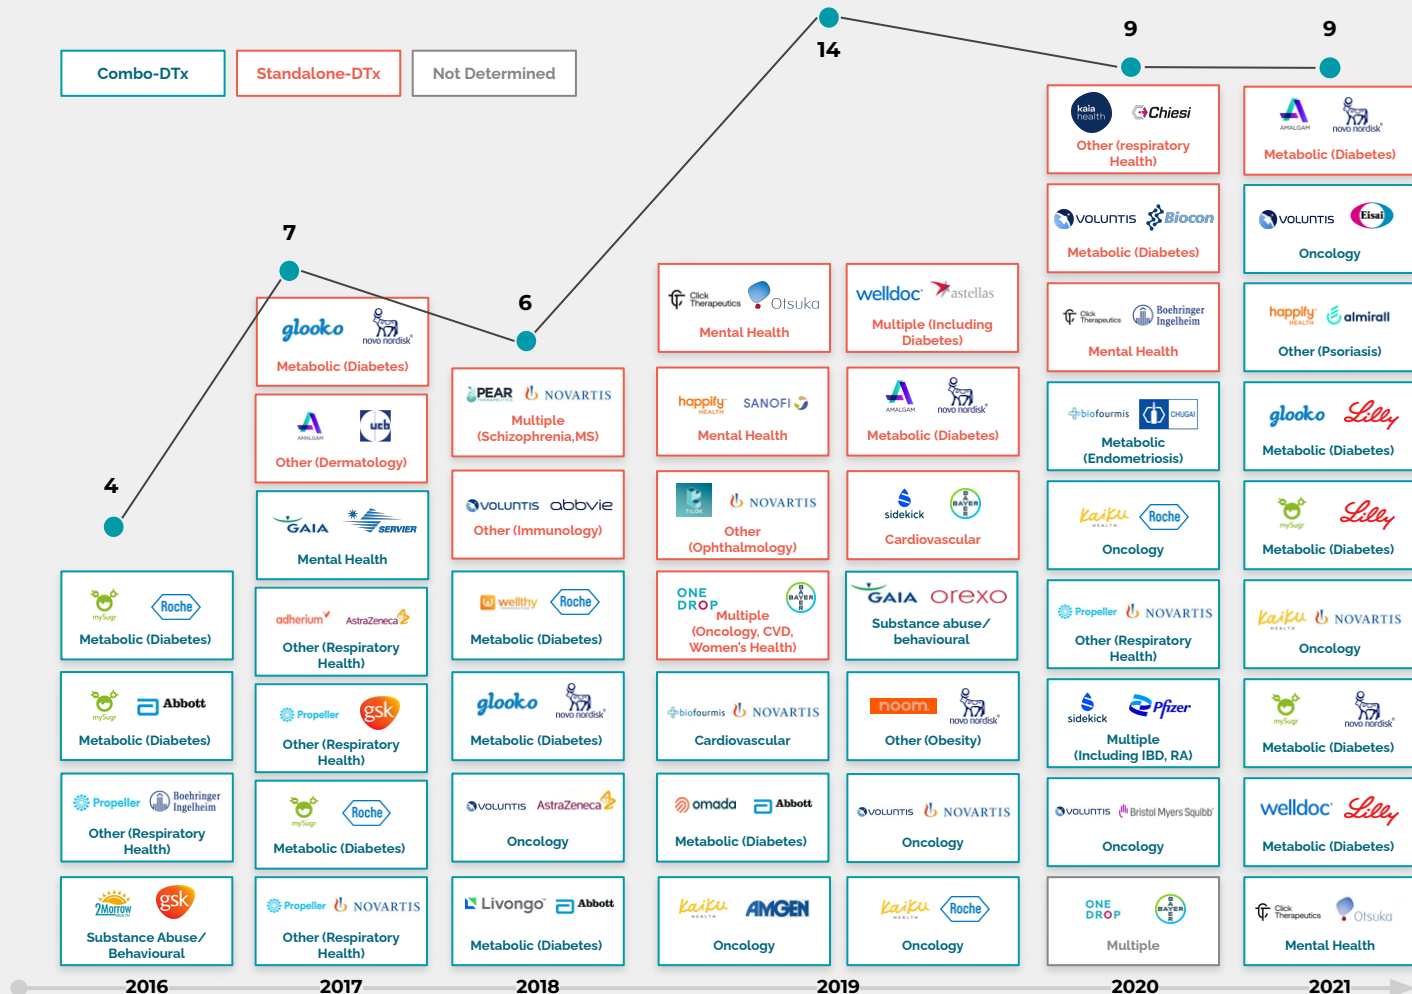 Combo-DTx
Standalone-DTx
Not Determined
4
7
6
14
9
9
mySugr
Roche
Metabolic (Diabetes)
mySugr
Abbott
Metabolic (Diabetes)
Propeller
Boehringer
Ingelheim
Other (Respiratory
Health)
2Morrow
HEALTH
gsk
Substance Abuse/
Behavioural
2016
glooko
novo nordisk®
Metabolic (Diabetes)
AMALGAM
ucb
Other (Dermatology)
GAIA
SERVIER
Mental Health
adherium
AstraZeneca
Other (Respiratory
Health)
Propeller
gsk
Other (Respiratory
Health)
mySugr
Roche
Metabolic (Diabetes)
Propeller
NOVARTIS
Other (Respiratory
Health)
2017
PEAR
THERAPEUTICS
NOVARTIS
Multiple
(Schizophrenia,MS)
VOLUNTIS
abbvie
Other (Immunology)
wellthy
Roche
Metabolic (Diabetes)
glooko
novo nordisk®
Metabolic (Diabetes)
VOLUNTIS
AstraZeneca
Oncology
Livongo
Abbott
Metabolic (Diabetes)
2018
Click
Therapeutics
Otsuka
Mental Health
happify
HEALTH
SANOFI
Mental Health
TILAK
NOVARTIS
Other
(Ophthalmology)
ONE
DROP
BAYER
BAYER
Multiple
(Oncology, CVD,
Women's Health)
biofourmis
NOVARTIS
Cardiovascular
omada
Abbott
Metabolic (Diabetes)
Kaiku
HEALTH
AMGEN
Oncology
welldoc
astellas
Multiple (Including
Diabetes)
AMALGAM
novo nordisk®
Metabolic (Diabetes)
sidekick
BAYER
BAYER
Cardiovascular
GAIA
orexo
Substance abuse/
behavioural
noom
novo nordisk®
Other (Obesity)
VOLUNTIS
NOVARTIS
Oncology
Kaiku
HEALTH
Roche
Oncology
2019
kaia
health
Chiesi
Other (respiratory
Health)
VOLUNTIS
Biocon
Metabolic (Diabetes)
Click
Therapeutics
Boehringer
Ingelheim
Mental Health
biofourmis
CHUGAI
Metabolic
(Endometriosis)
Kaiku
HEALTH
Roche
Oncology
Propeller
NOVARTIS
Other (Respiratory
Health)
sidekick
Pfizer
Multiple
(Including IBD, RA)
VOLUNTIS
Bristol Myers Squibb
Oncology
ONE
DROP
BAYER
BAYER
Multiple
2020
AMALGAM
novo nordisk®
Metabolic (Diabetes)
VOLUNTIS
Eisai
Oncology
happify
HEALTH
almirall
Other (Psoriasis)
glooko
Lilly
Metabolic (Diabetes)
mySugr
Lilly
Metabolic (Diabetes)
Kaiku
HEALTH
NOVARTIS
Oncology
mySugr
novo nordisk®
Metabolic (Diabetes)
welldoc
Lilly
Metabolic (Diabetes)
Click
Therapeutics
Otsuka
Mental Health
2021